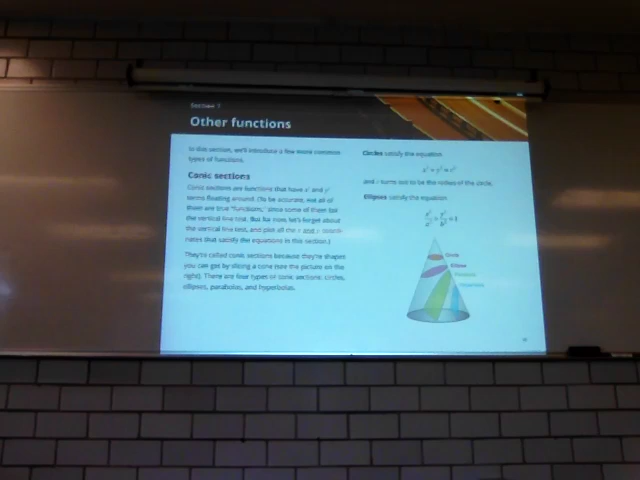 Section 1
Other functions
In this section, we'll introduce a few more common
types of functions.
Conic sections
Conic sections are functions that have x² and y²
terms floating around. (To be accurate, not all of
them are true "functions," since some of them fail
the vertical line test. But for now, let's forget about
the vertical line test, and plot all the x and y coordi-
nates that satisfy the equations in this section.)
They're called conic sections because they're shapes
you can get by slicing a cone (see the picture on the
right). There are four types of conic sections: circles,
ellipses, parabolas, and hyperbolas.
Circles satisfy the equation
x² + y² = r²
and r turns out to be the radius of the circle.
Ellipses satisfy the equation
x²/a² + y²/b² = 1
Circle
Ellipse
Parabola
Hyperbola